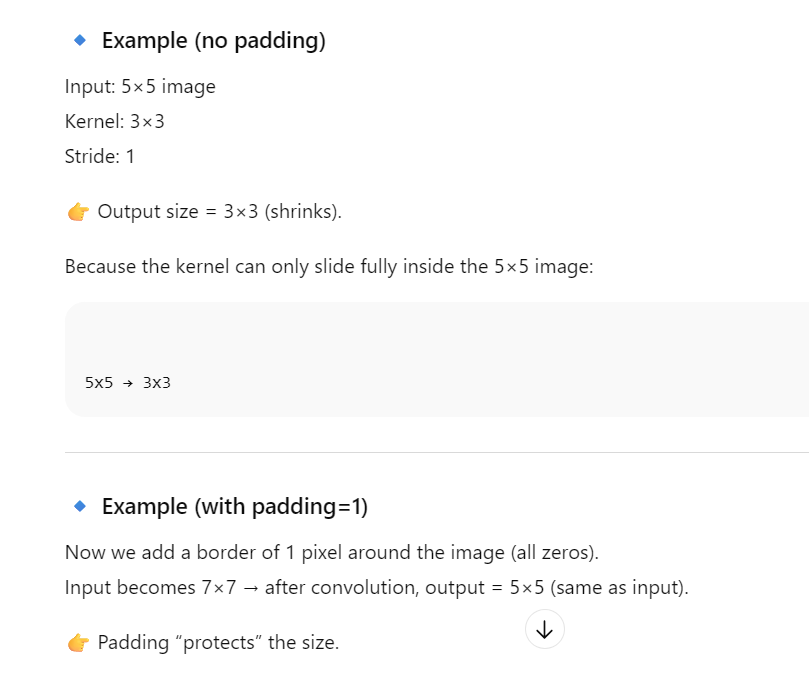 🔹 Example (no padding)
Input: 5×5 image
Kernel: 3×3
Stride: 1
👉 Output size = 3×3 (shrinks).
Because the kernel can only slide fully inside the 5×5 image:
5x5 → 3x3
🔹 Example (with padding=1)
Now we add a border of 1 pixel around the image (all zeros).
Input becomes 7×7 → after convolution, output = 5×5 (same as input).
👉 Padding “protects” the size.